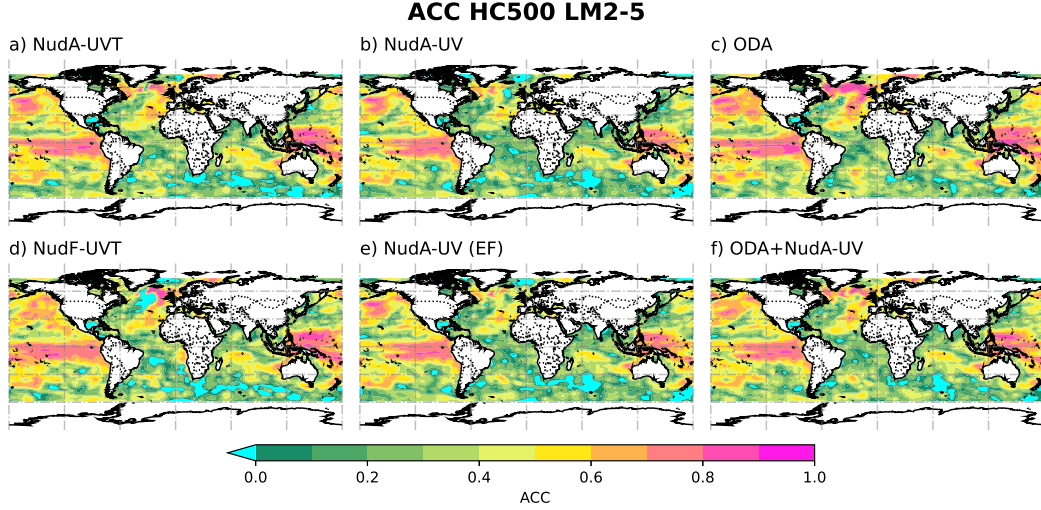 ACC HC500 LM2-5
a) NudA-UVT
b) NudA-UV
c) ODA
d) NudF-UVT
e) NudA-UV (EF)
f) ODA+NudA-UV
0.0 0.2 0.4 0.6 0.8 1.0
ACC